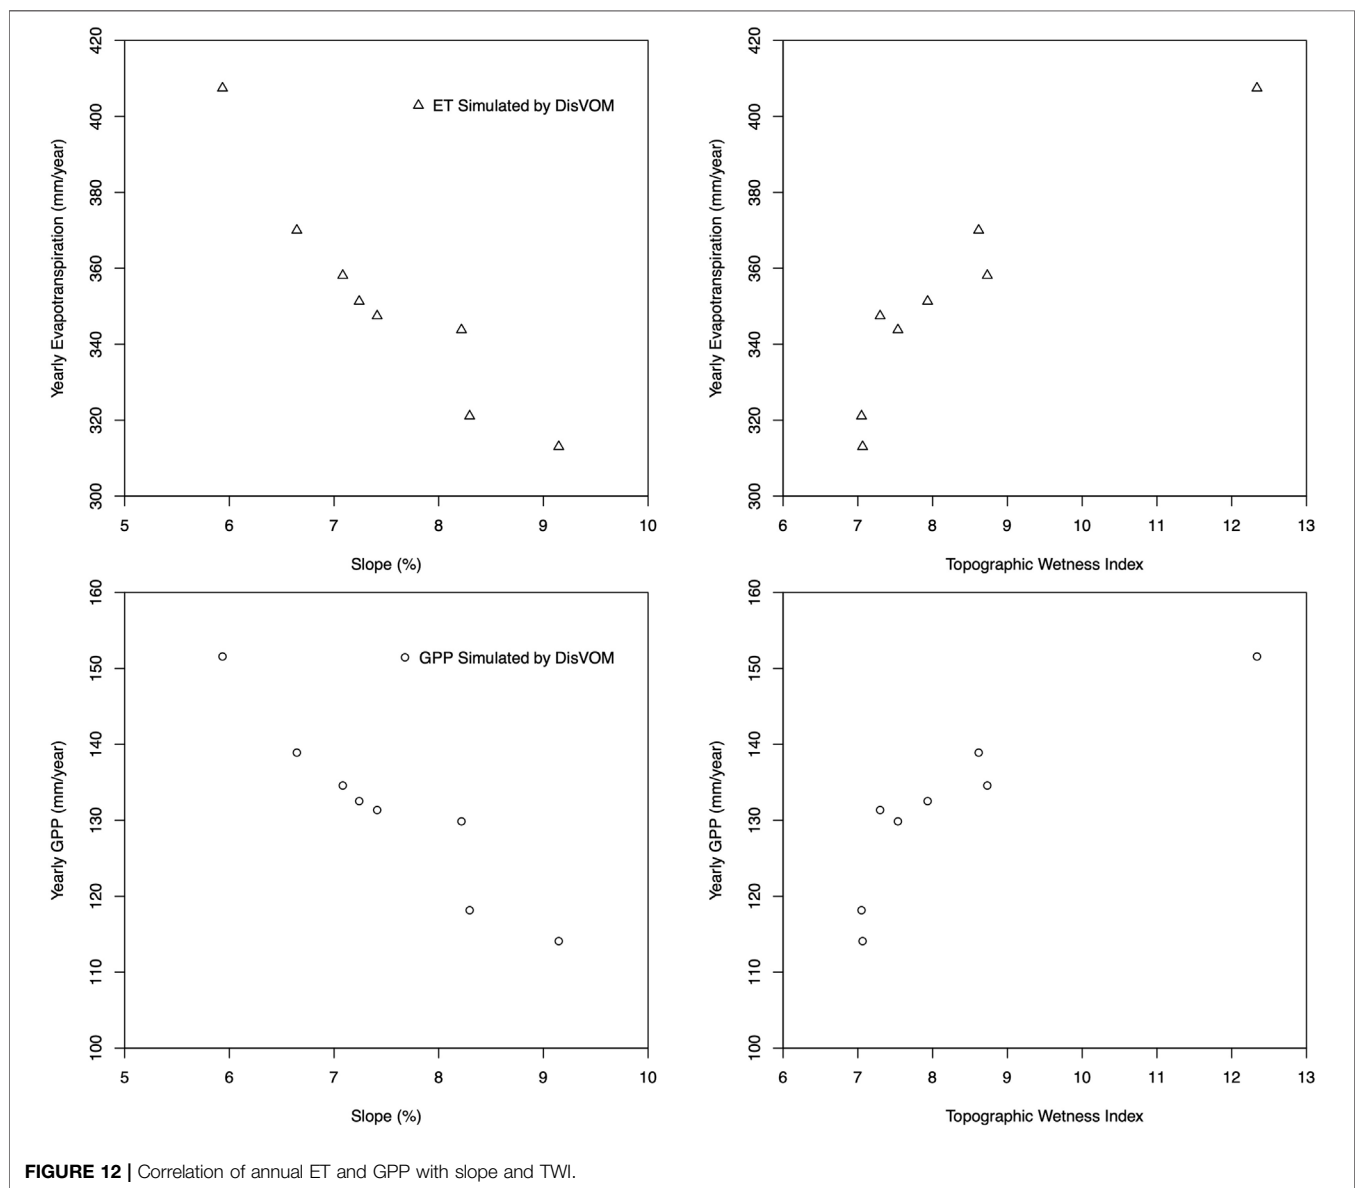 420
400
380
360
340
320
300
Yearly Evapotranspiration (mm/year)
ET Simulated by DisVOM
5 6 7 8 9 10
Slope (%)
420
400
380
360
340
320
300
Yearly Evapotranspiration (mm/year)
6 7 8 9 10 11 12 13
Topographic Wetness Index
160
150
140
130
120
110
100
Yearly GPP (mm/year)
GPP Simulated by DisVOM
5 6 7 8 9 10
Slope (%)
160
150
140
130
120
110
100
Yearly GPP (mm/year)
6 7 8 9 10 11 12 13
Topographic Wetness Index
FIGURE 12 | Correlation of annual ET and GPP with slope and TWI.